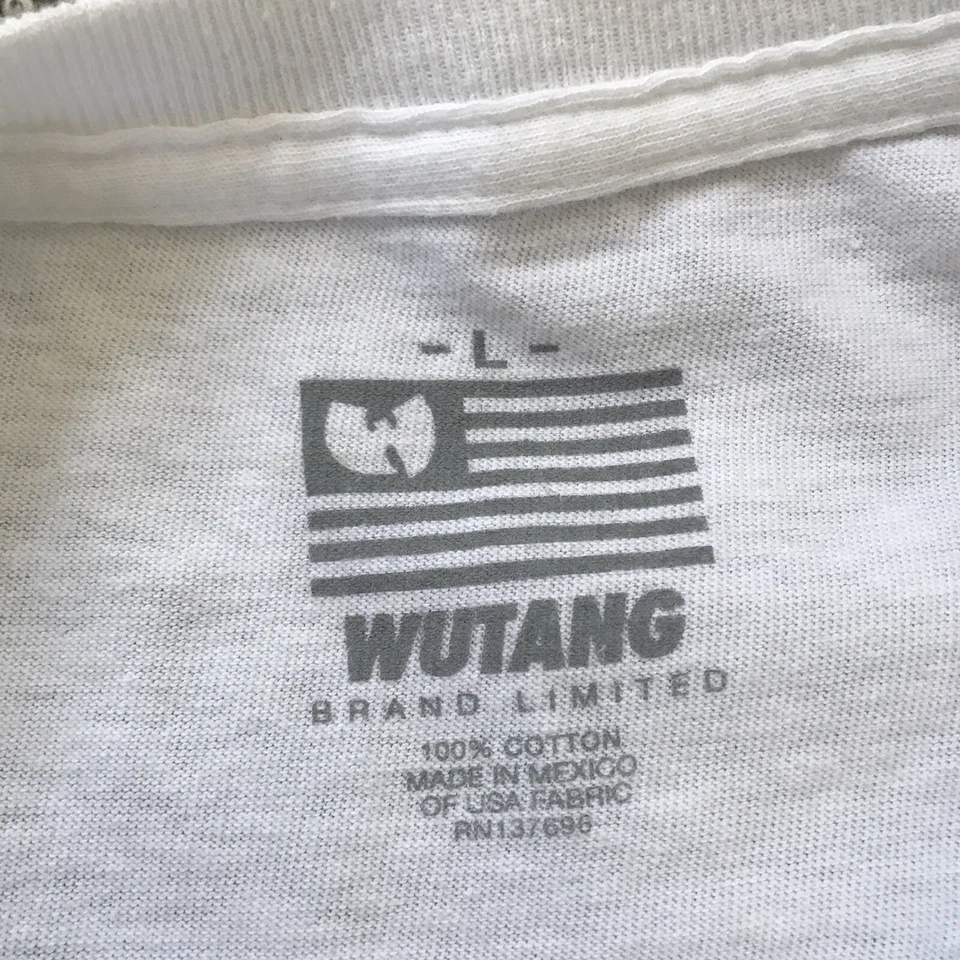 - L -
WUTANG
BRAND LIMITED
100% COTTON
MADE IN MEXICO
OF USA FABRIC
RN137696